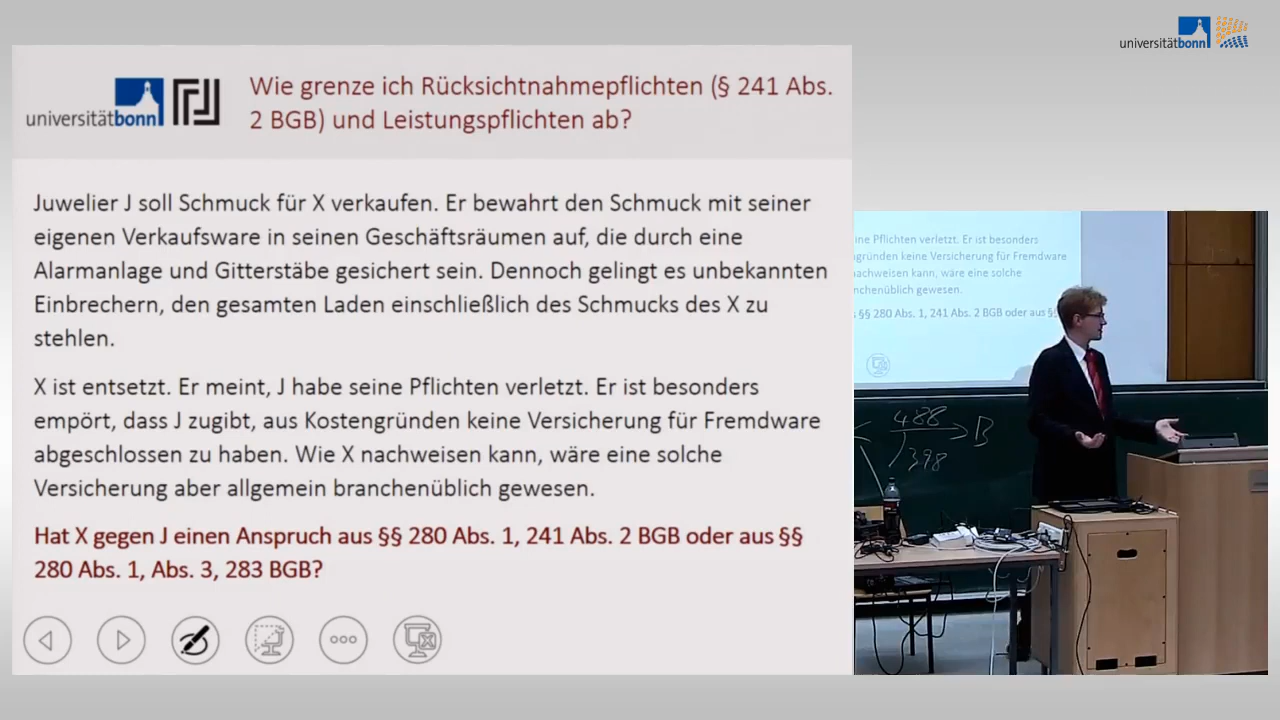 universitätbonn
universitätbonn
Wie grenze ich Rücksichtnahmepflichten (§ 241 Abs.
2 BGB) und Leistungspflichten ab?
Juwelier J soll Schmuck für X verkaufen. Er bewahrt den Schmuck mit seiner
eigenen Verkaufsware in seinen Geschäftsräumen auf, die durch eine
Alarmanlage und Gitterstäbe gesichert sein. Dennoch gelingt es unbekannten
Einbrechern, den gesamten Laden einschließlich des Schmucks des X zu
stehlen.
X ist entsetzt. Er meint, J habe seine Pflichten verletzt. Er ist besonders
empört, dass J zugibt, aus Kostengründen keine Versicherung für Fremdware
abgeschlossen zu haben. Wie X nachweisen kann, wäre eine solche
Versicherung aber allgemein branchenüblich gewesen.
Hat X gegen J einen Anspruch aus §§ 280 Abs. 1, 241 Abs. 2 BGB oder aus §§
280 Abs. 1, Abs. 3, 283 BGB?
ine Pflichten verletzt. Er ist besonders
gründen keine Versicherung für Fremdware
nachweisen kann, wäre eine solche
nchenüblich gewesen.
s §§ 280 Abs. 1, 241 Abs. 2 BGB oder aus §§
488 B
398